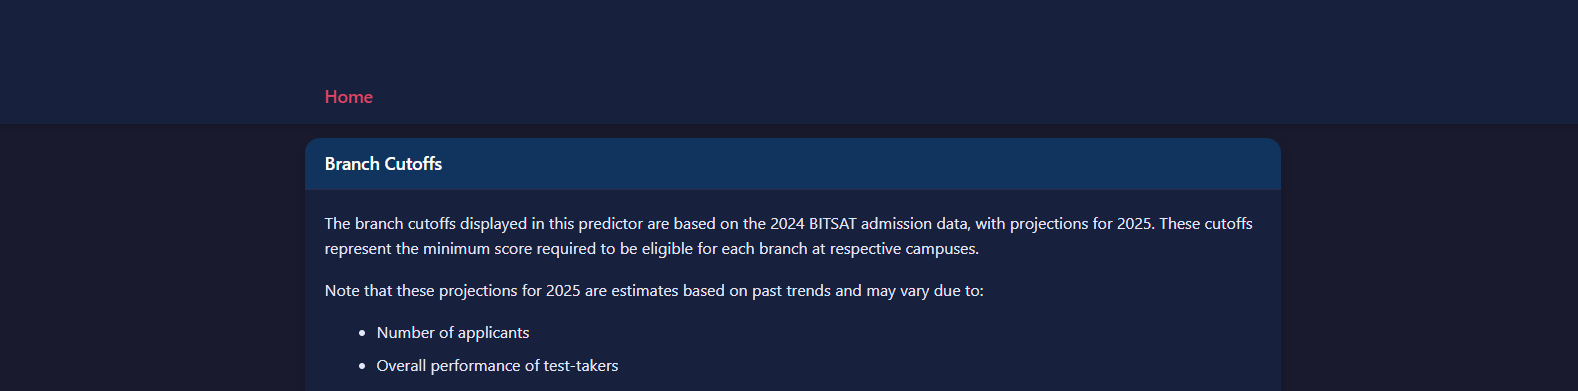 Home
Branch Cutoffs
The branch cutoffs displayed in this predictor are based on the 2024 BITSAT admission data, with projections for 2025. These cutoffs
represent the minimum score required to be eligible for each branch at respective campuses.
Note that these projections for 2025 are estimates based on past trends and may vary due to:
• Number of applicants
• Overall performance of test-takers